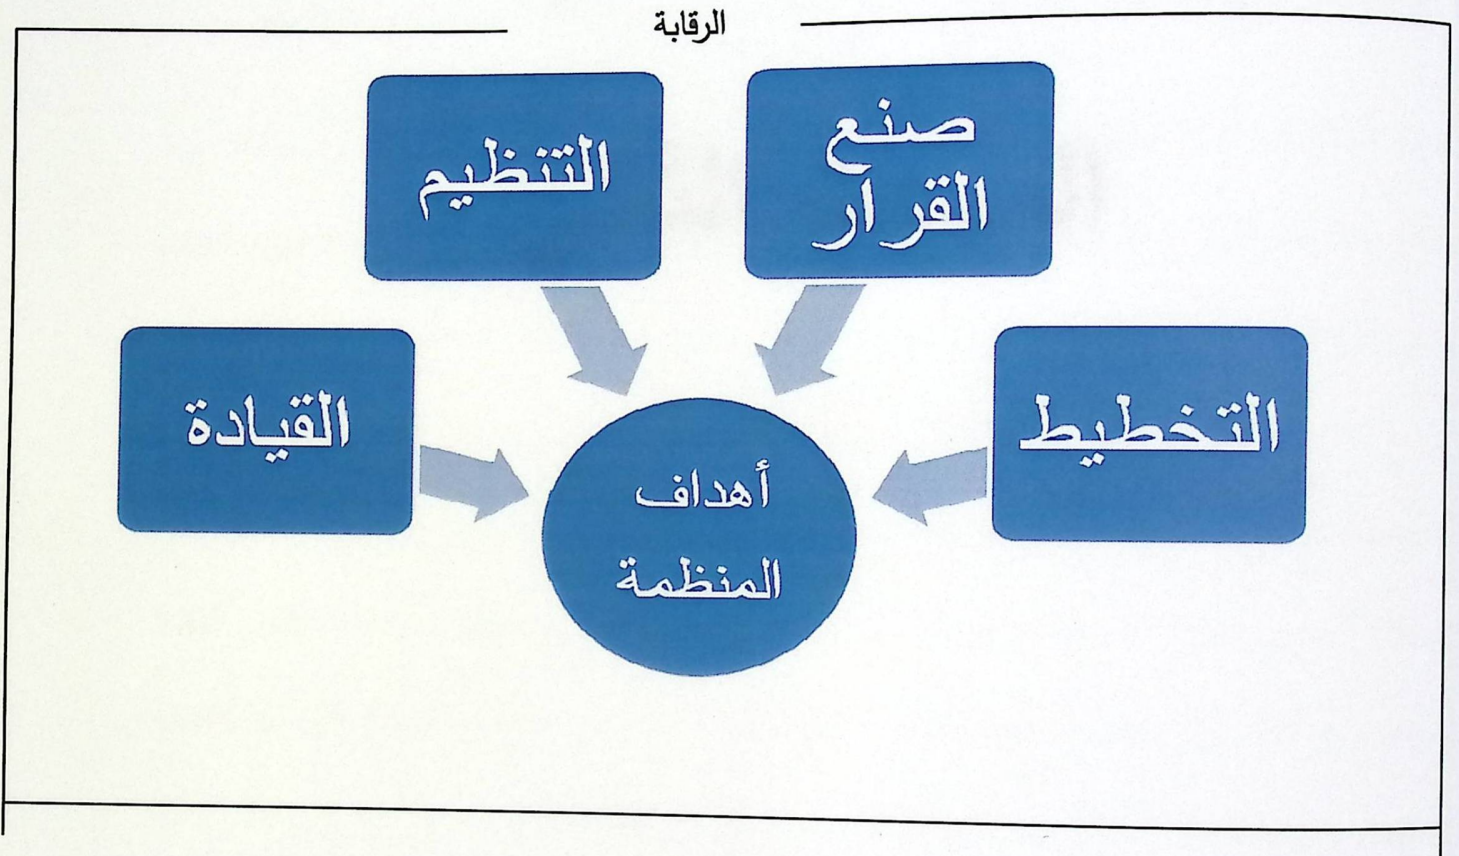 الرقابة
صنع
القرار
التنظيم
التخطيط
القيادة
أهداف
المنظمة